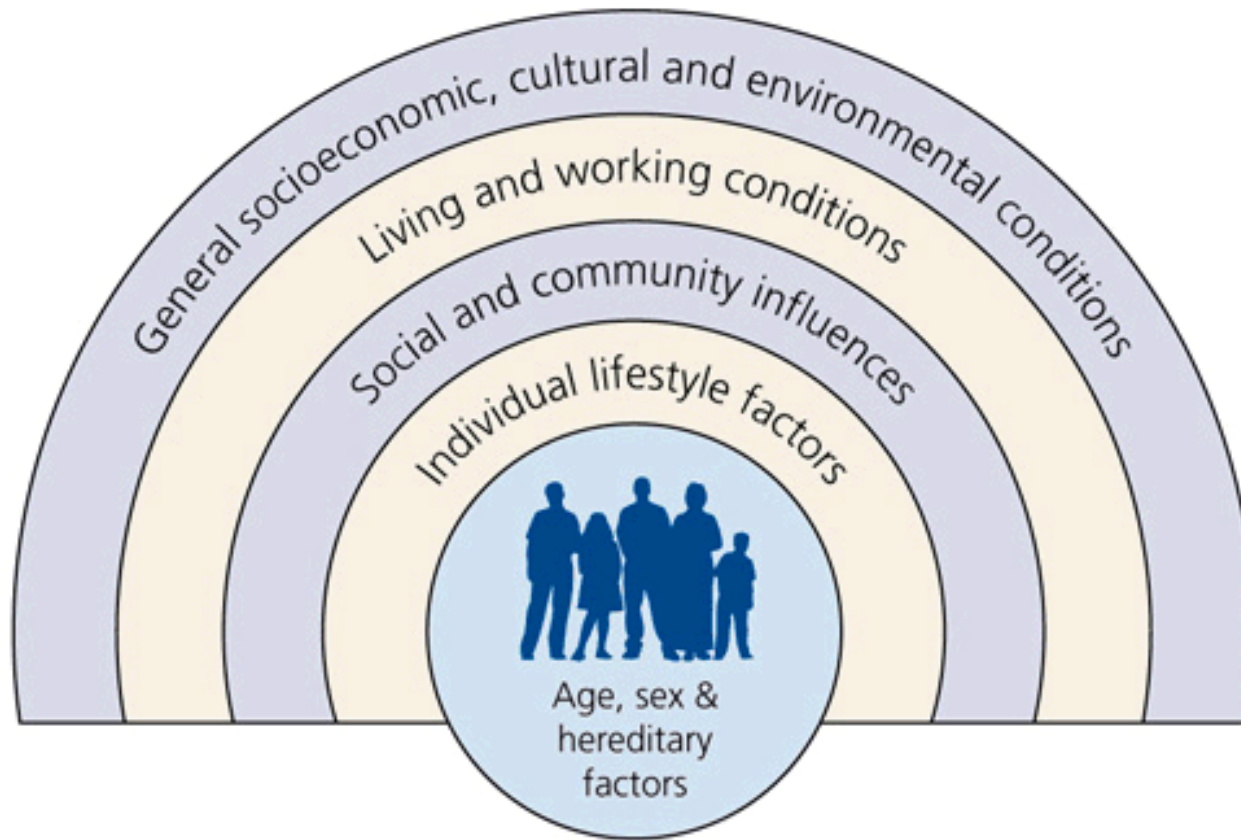 General socioeconomic, cultural and environmental conditions
Living and working conditions
Social and community influences
Individual lifestyle factors
Age, sex &
hereditary
factors